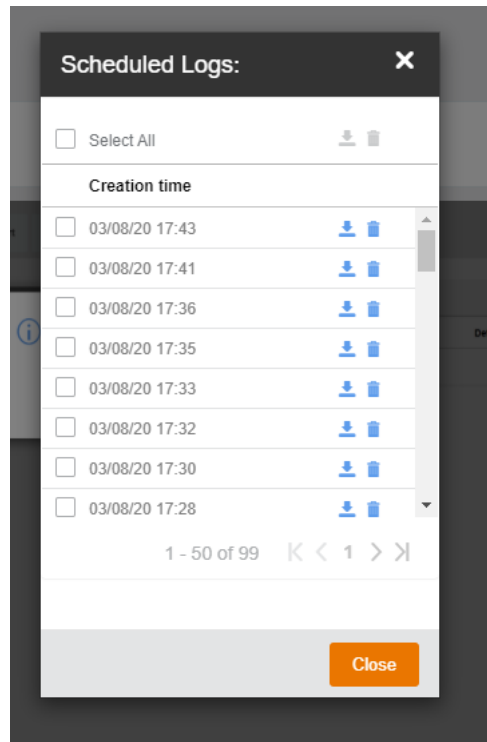 Scheduled Logs:
Select All
Creation time
03/08/20 17:43
03/08/20 17:41
03/08/20 17:36
03/08/20 17:35
03/08/20 17:33
03/08/20 17:32
03/08/20 17:30
03/08/20 17:28
1 - 50 of 99 1
Close